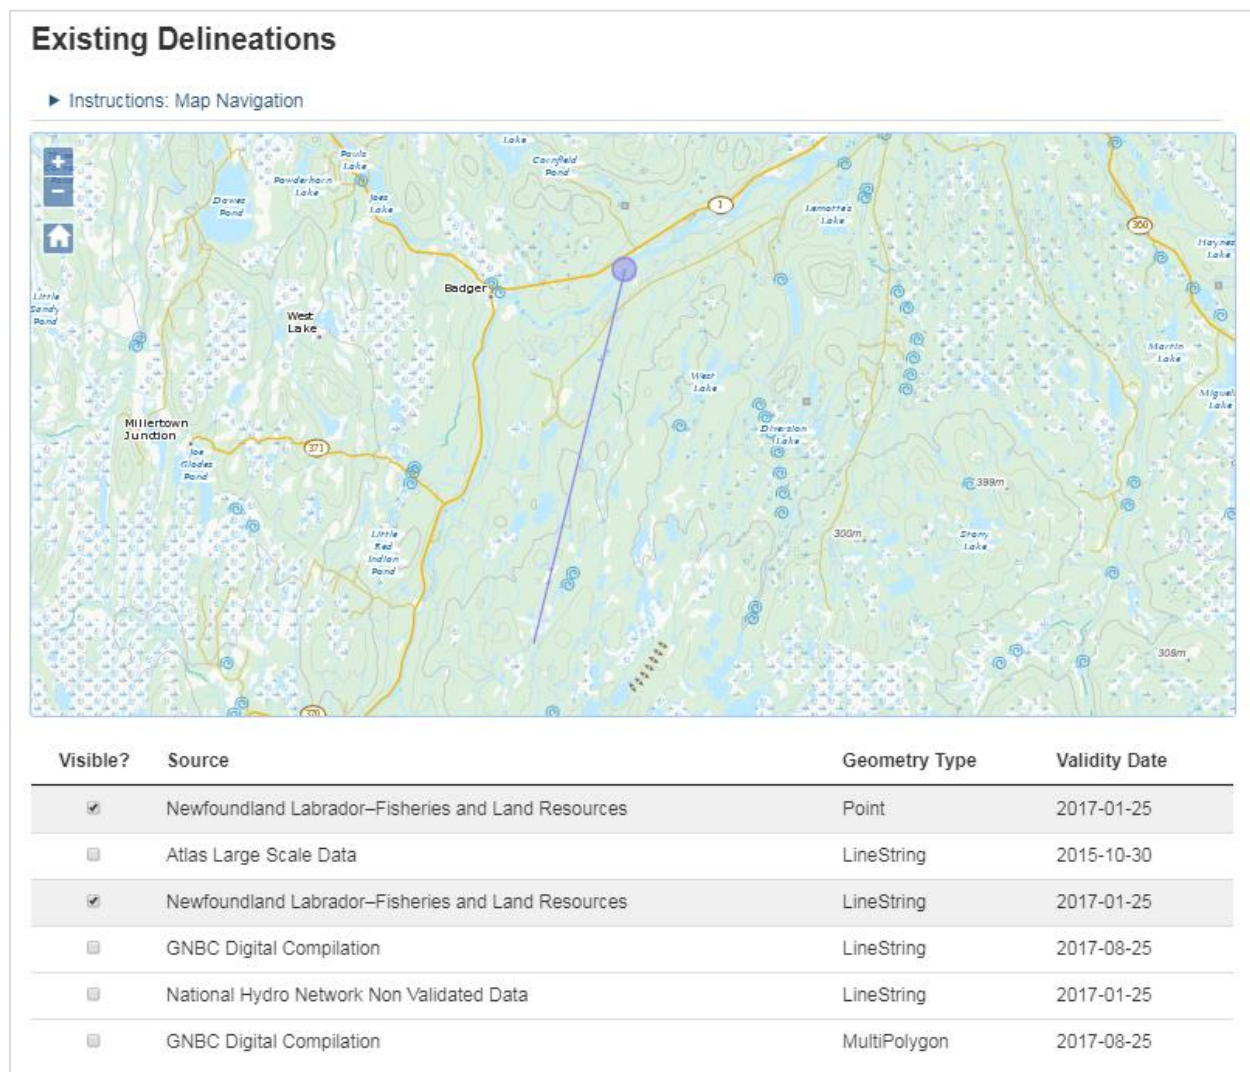 Existing Delineations
Instructions: Map Navigation
+
−
Lake
Cornfield
Pond
Pauls
Lake
Powderhorn
Lake
Joes
Lake
Dawes
Pond
1
Lemottes
Lake
360
Haynes
Lake
Badger
Little
Sandy
Pond
West
Lake
Martin
Lake
West
Lake
Miguel
Lake
Millertown
Junction
Diversion
Lake
371
Joe
Glodes
Pond
399m
300m
Stony
Lake
Little
Red
Indian
Pond
308m
370
Visible? Source Geometry Type Validity Date
Newfoundland Labrador–Fisheries and Land Resources Point 2017-01-25
Atlas Large Scale Data LineString 2015-10-30
Newfoundland Labrador–Fisheries and Land Resources LineString 2017-01-25
GNBC Digital Compilation LineString 2017-08-25
National Hydro Network Non Validated Data LineString 2017-01-25
GNBC Digital Compilation MultiPolygon 2017-08-25